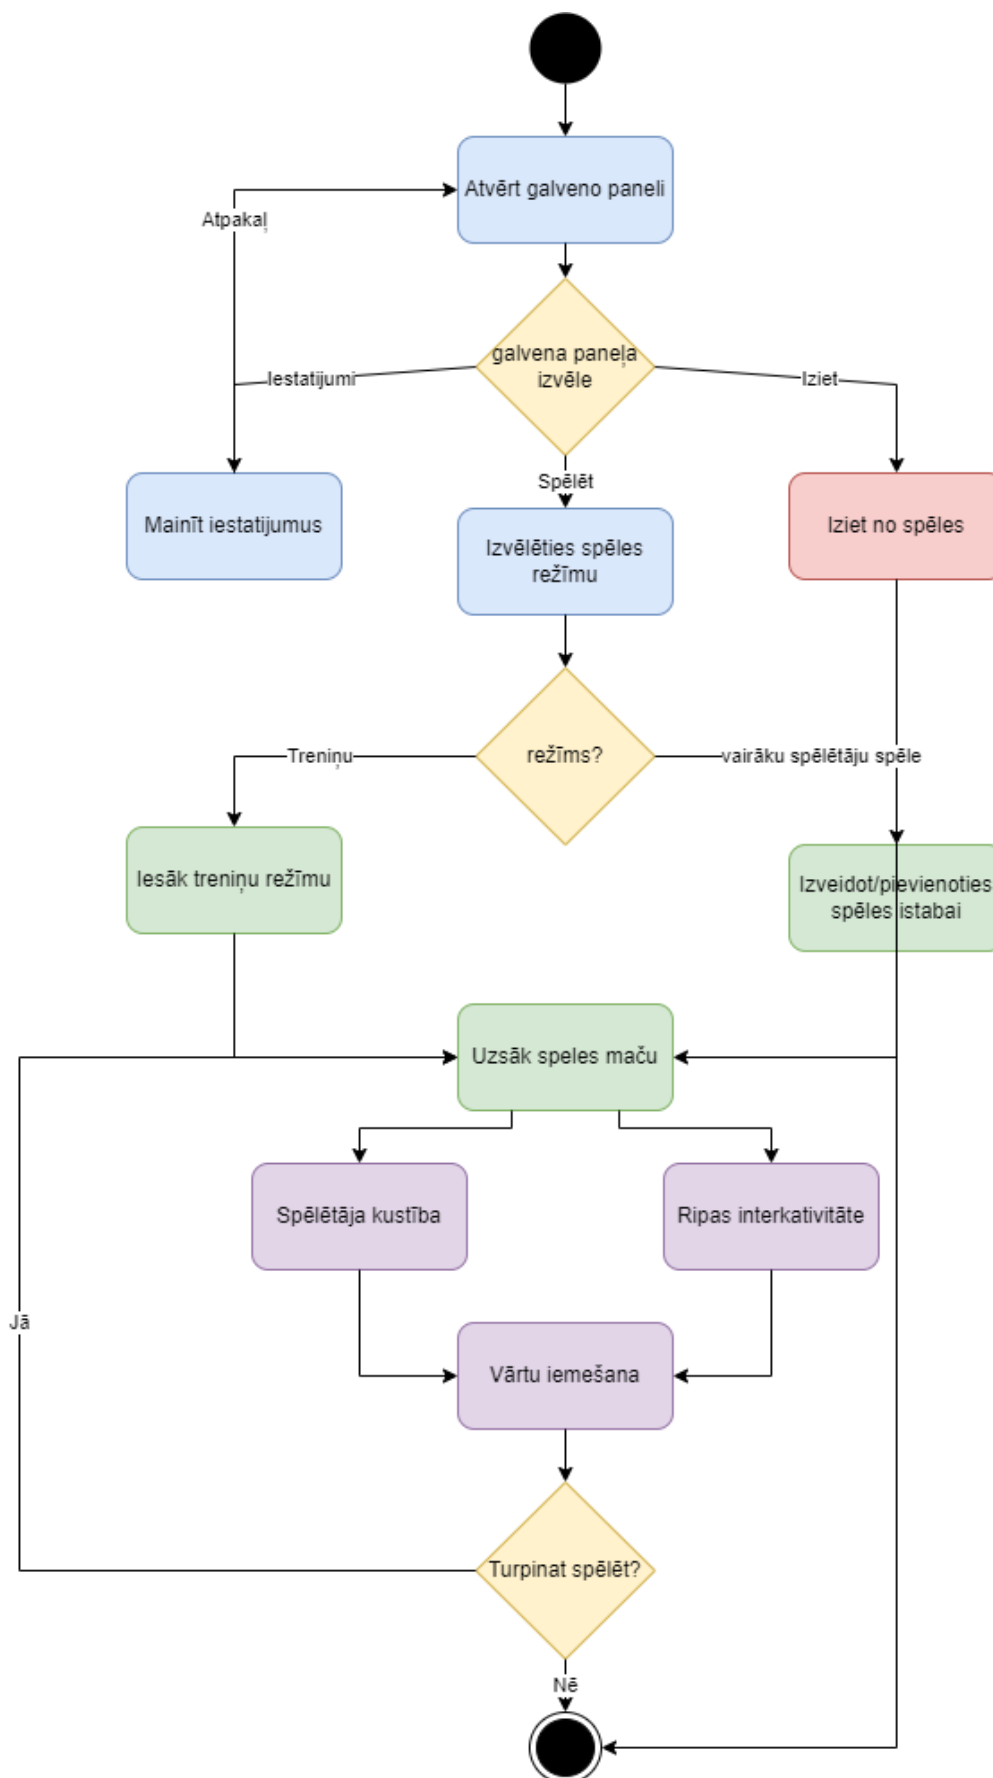 Atvērt galveno paneli
Atpakaļ
galvena paneļa
izvēle
Iestatijumi
Iziet
Spēlēt
Mainīt iestatijumus
Izvēlēties spēles
režīmu
Iziet no spēles
režīms?
Treniņu
vairāku spēlētāju spēle
Iesāk treniņu režīmu
Izveidot/pievienoties
spēles istabai
Uzsāk speles maču
Spēlētāja kustība
Ripas interkativitāte
Jā
Vārtu iemešana
Turpinat spēlēt?
Nē